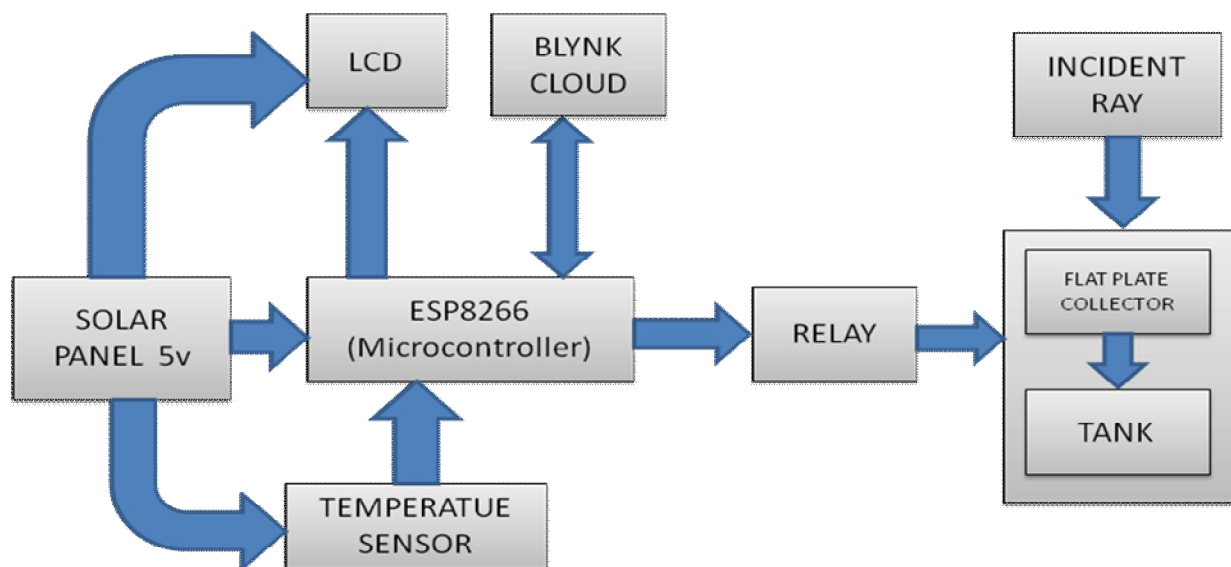 LCD
BLYNK
CLOUD
INCIDENT
RAY
SOLAR
PANEL 5v
ESP8266
(Microcontroller)
RELAY
FLAT PLATE
COLLECTOR
TANK
TEMPERATUE
SENSOR